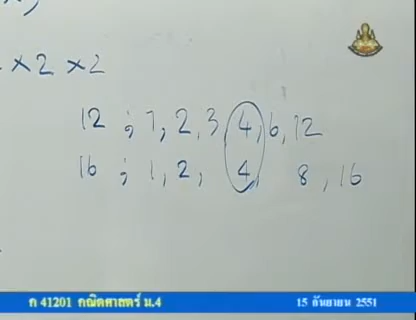 × 2 × 2
12 ; 1, 2, 3, 4, 6, 12
16 ; 1, 2, 4, 8, 16
ค 41201 คณิตศาสตร์ ม.4
15 กันยายน 2551